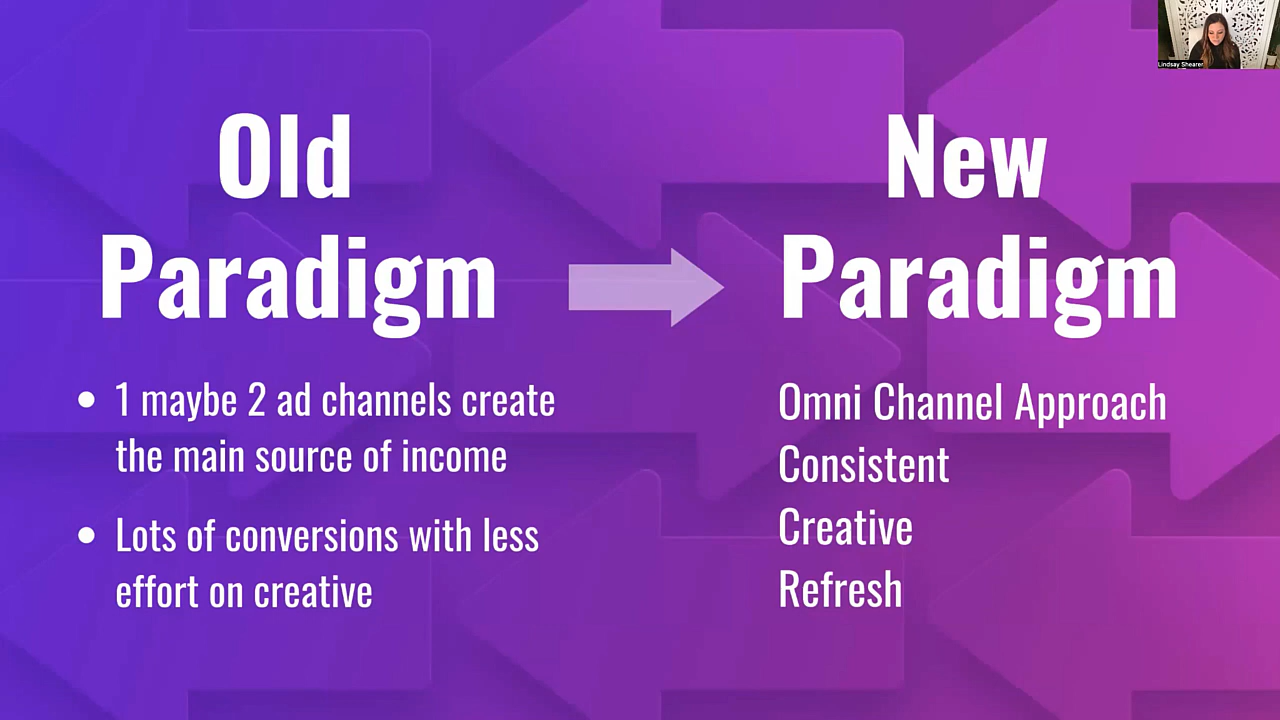 Old
Paradigm
• 1 maybe 2 ad channels create
the main source of income
• Lots of conversions with less
effort on creative
New
Paradigm
Omni Channel Approach
Consistent
Creative
Refresh
Lindsay Shearer